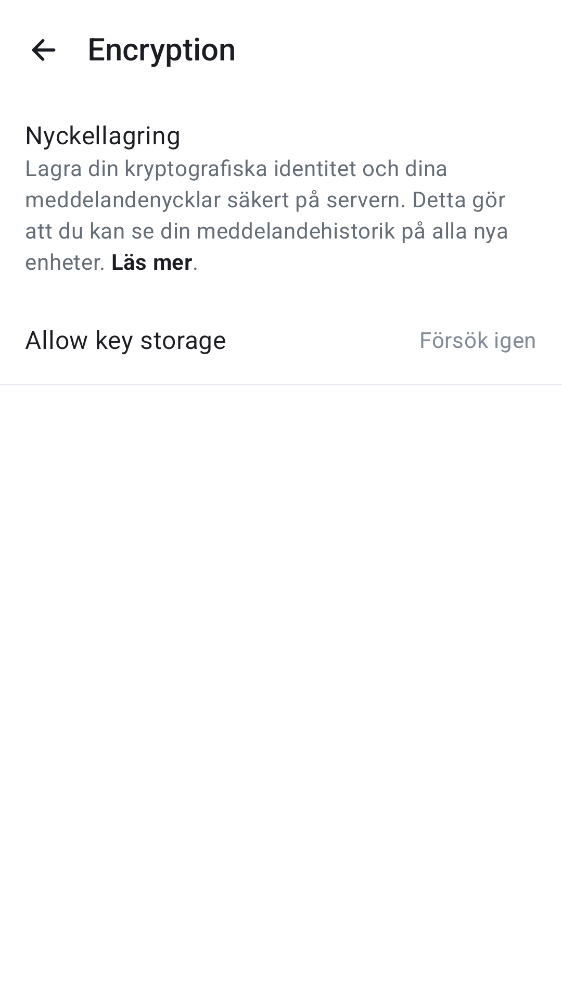 Encryption
Nyckellagring
Lagra din kryptografiska identitet och dina
meddelandenycklar säkert på servern. Detta gör
att du kan se din meddelandehistorik på alla nya
enheter. Läs mer.
Allow key storage Försök igen